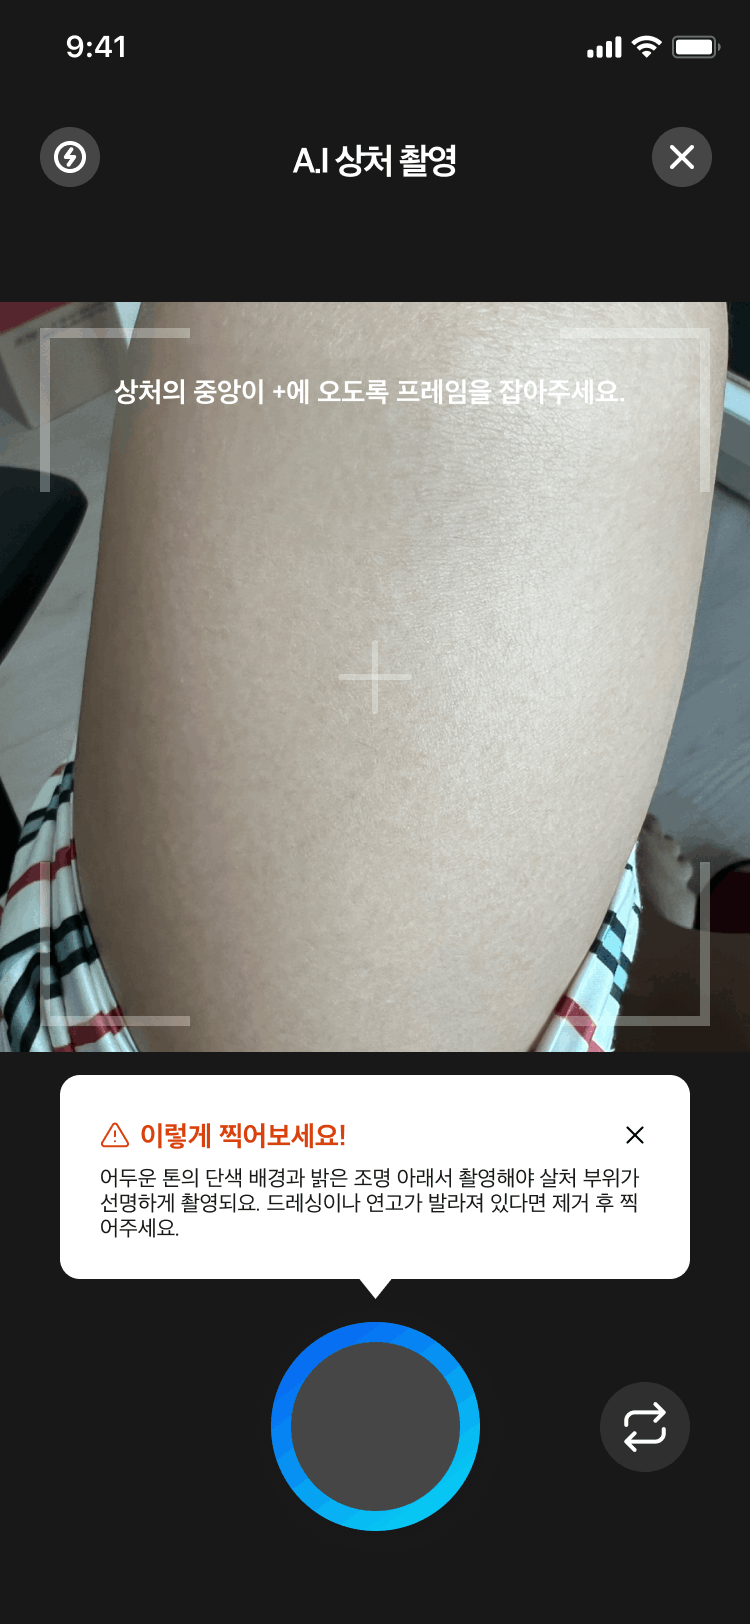 9:41
A.I 상처 촬영
상처의 중앙이 +에 오도록 프레임을 잡아주세요.
이렇게 찍어보세요!
어두운 톤의 단색 배경과 밝은 조명 아래서 촬영해야 살처 부위가
선명하게 촬영되요. 드레싱이나 연고가 발라져 있다면 제거 후 찍
어주세요.